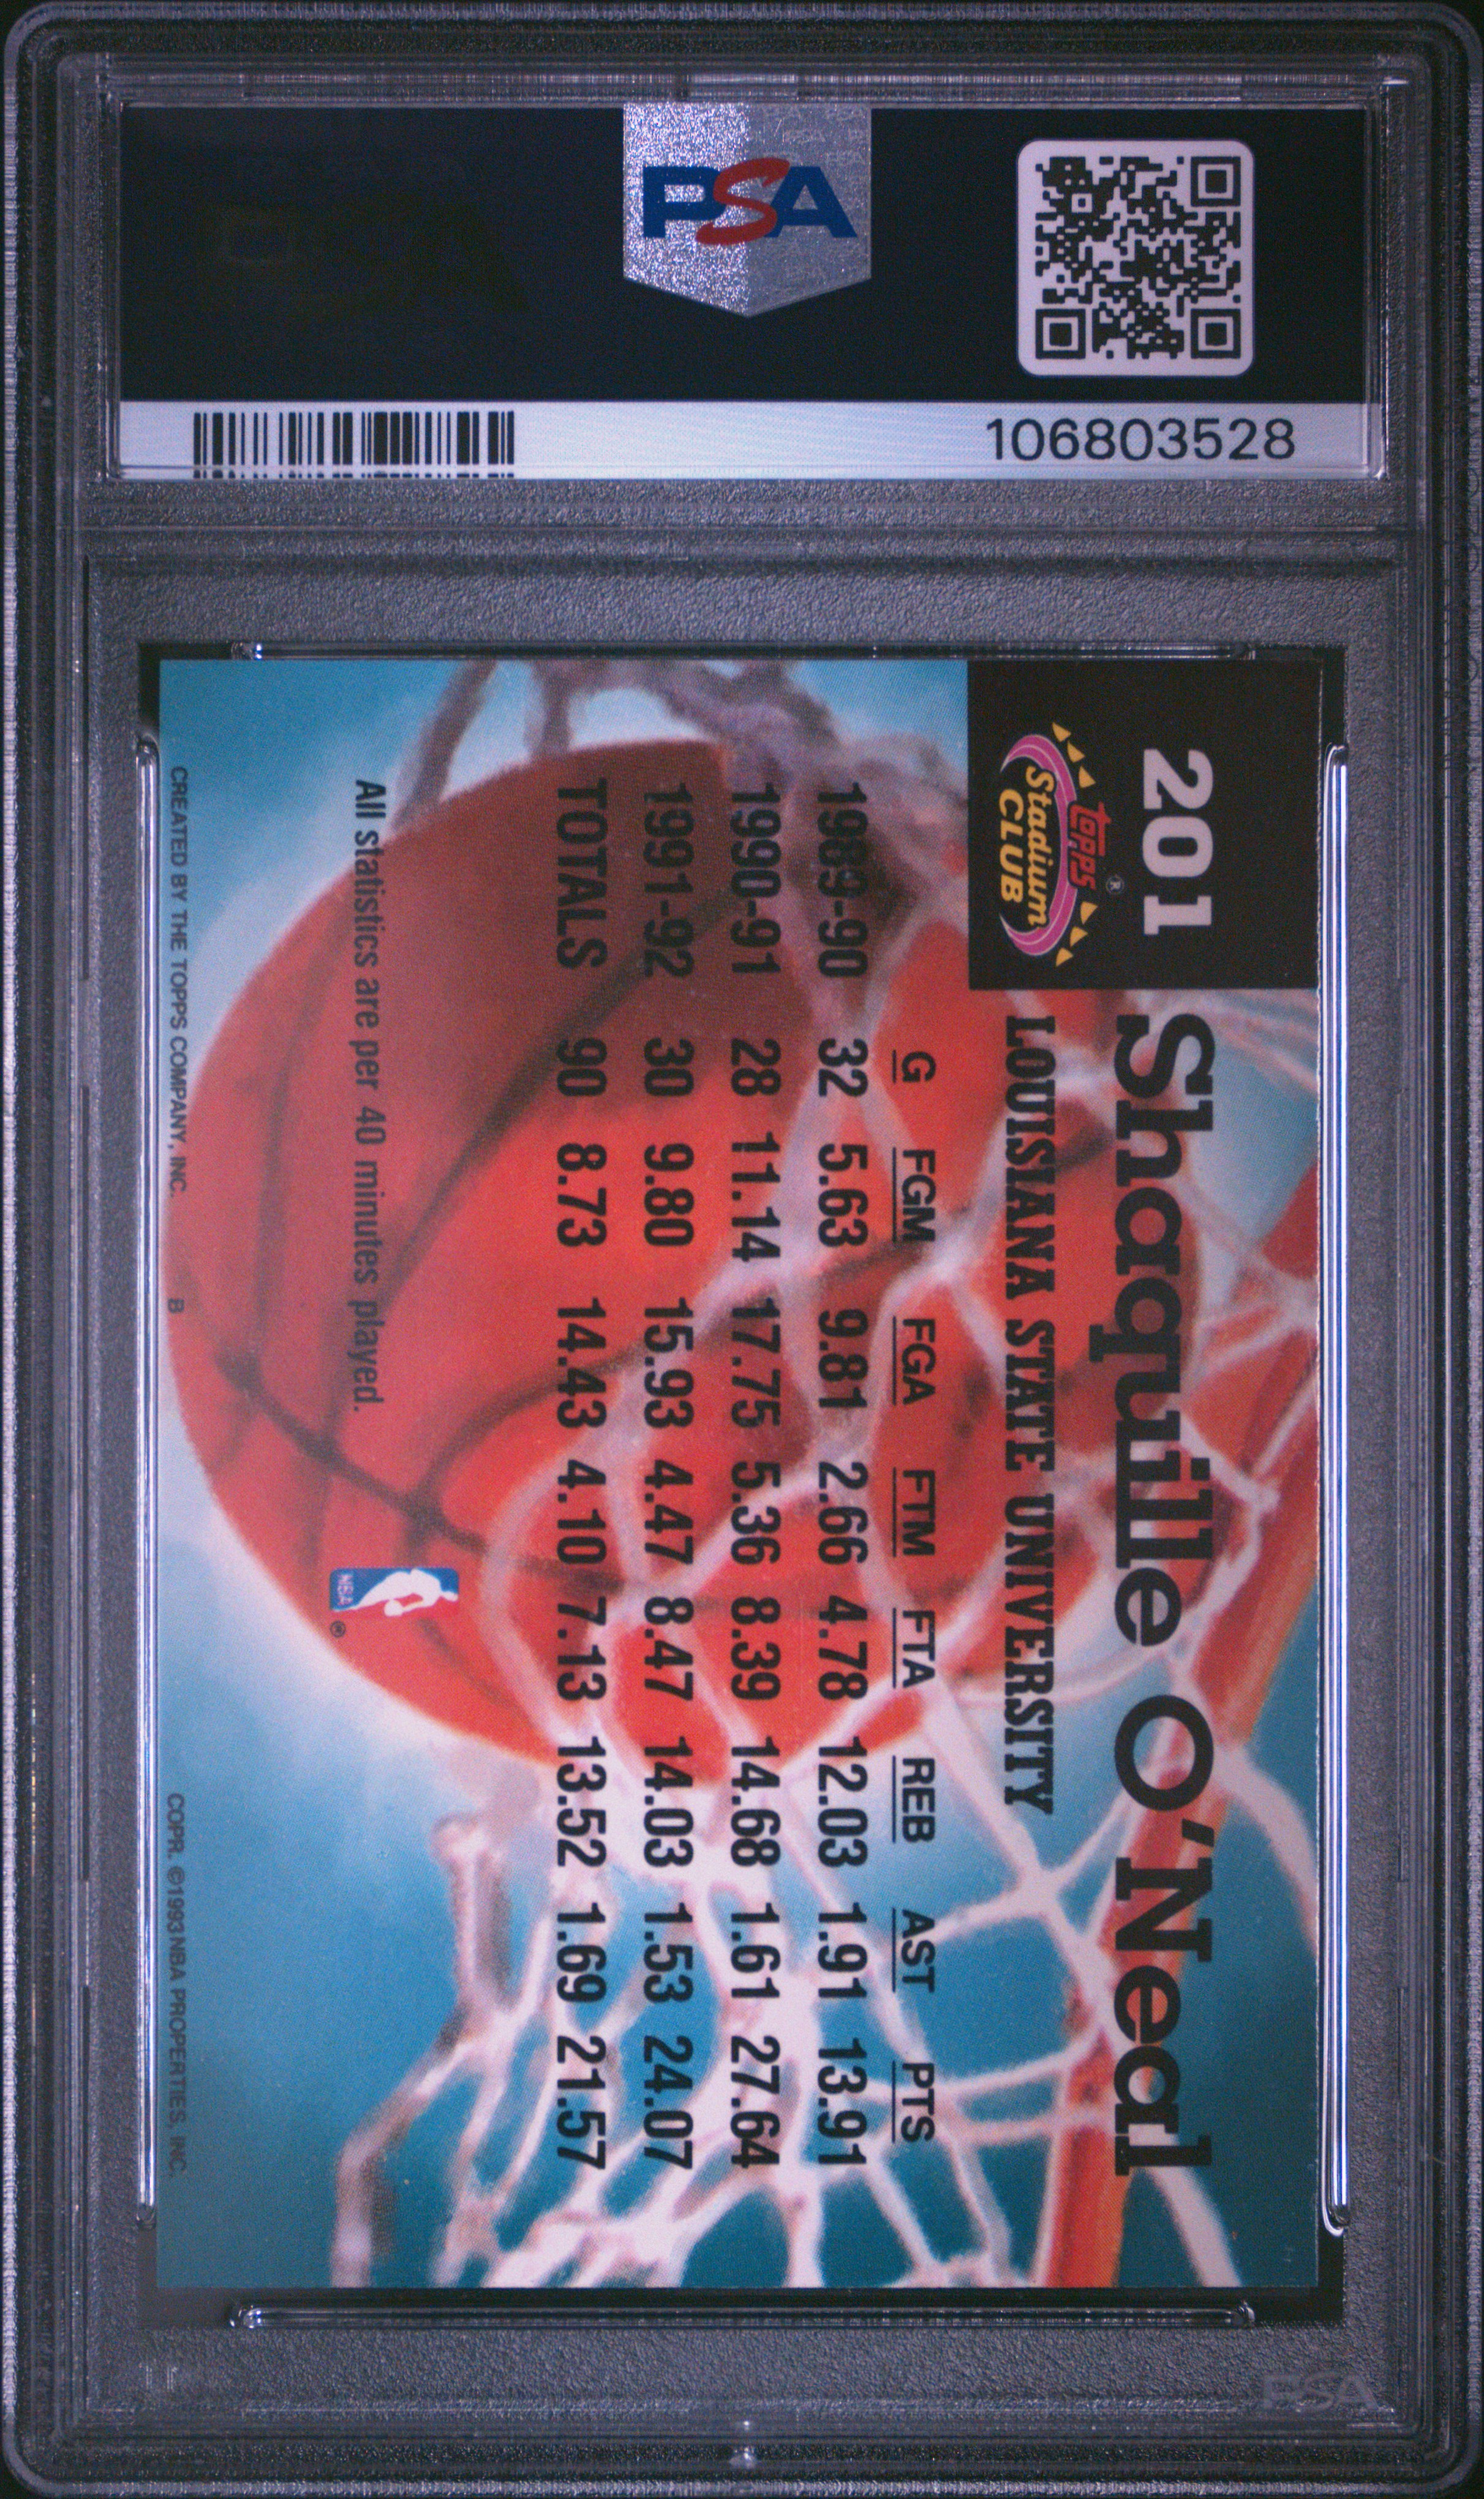 PSA
106803528
201
topps®
Stadium
CLUB
Shaquille O'Neal
LOUISIANA STATE UNIVERSITY
G FGM FGA FTM FTA REB AST PTS
1989-90 32 5.63 9.81 2.66 4.78 12.03 1.91 13.91
1990-91 28 11.14 17.75 5.36 8.39 14.68 1.61 27.64
1991-92 30 9.80 15.93 4.47 8.47 14.03 1.53 24.07
TOTALS 90 8.73 14.43 4.10 7.13 13.52 1.69 21.57
All statistics are per 40 minutes played.
NBA ®
CREATED BY THE TOPPS COMPANY, INC. B COPR. ©1993 NBA PROPERTIES, INC.
PSA